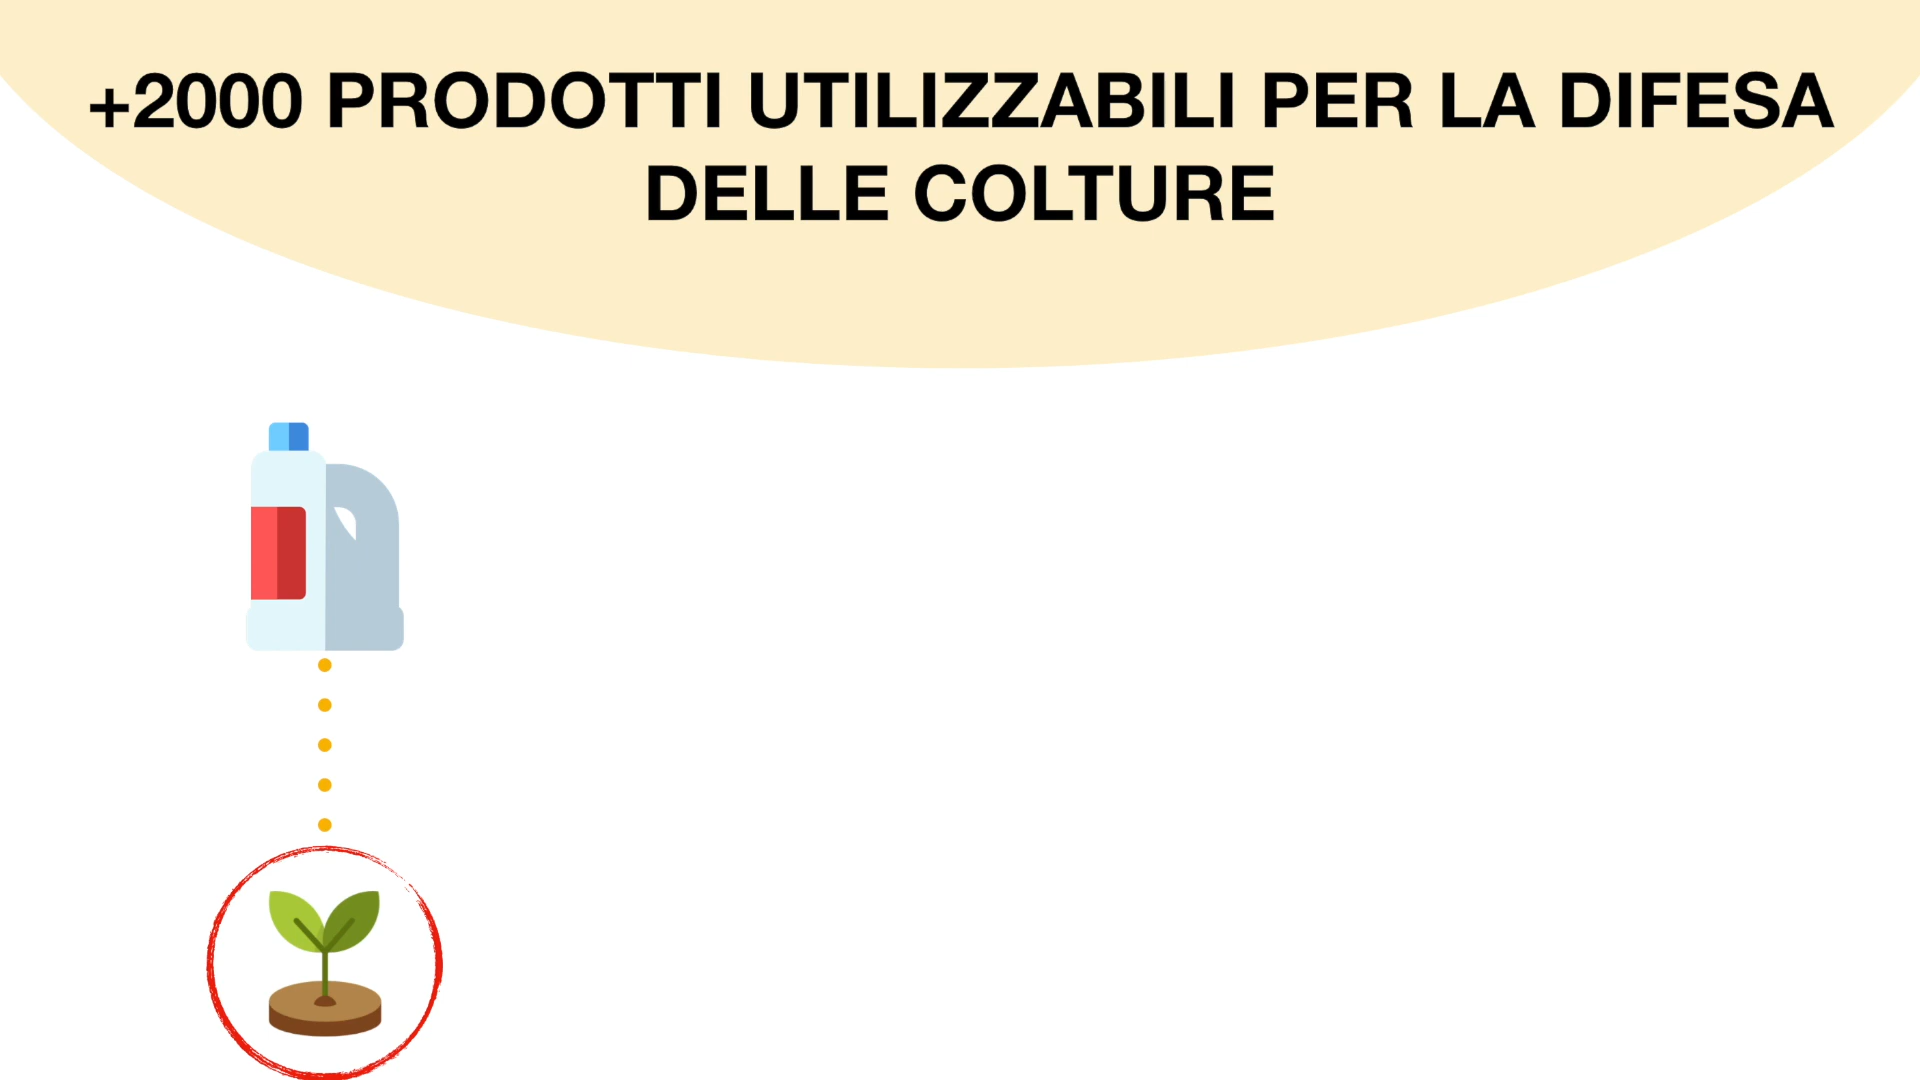 +2000 PRODOTTI UTILIZZABILI PER LA DIFESA
DELLE COLTURE